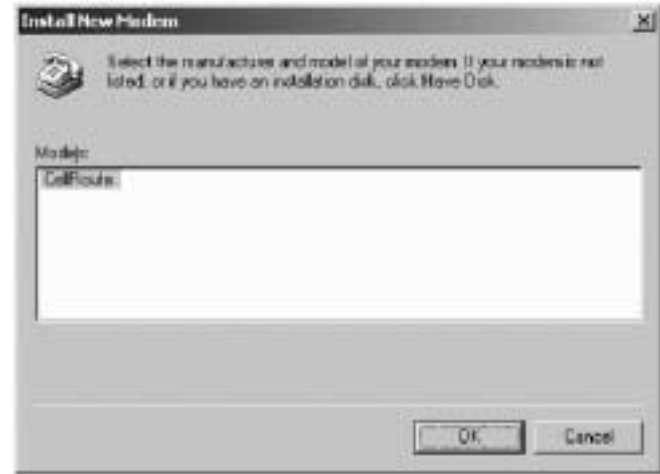 Install New Modem
Select the manufacturer and model of your modem. If your modem is not
listed, or if you have an installation disk, click Have Disk.
Models:
CellRoute
OK
Cancel